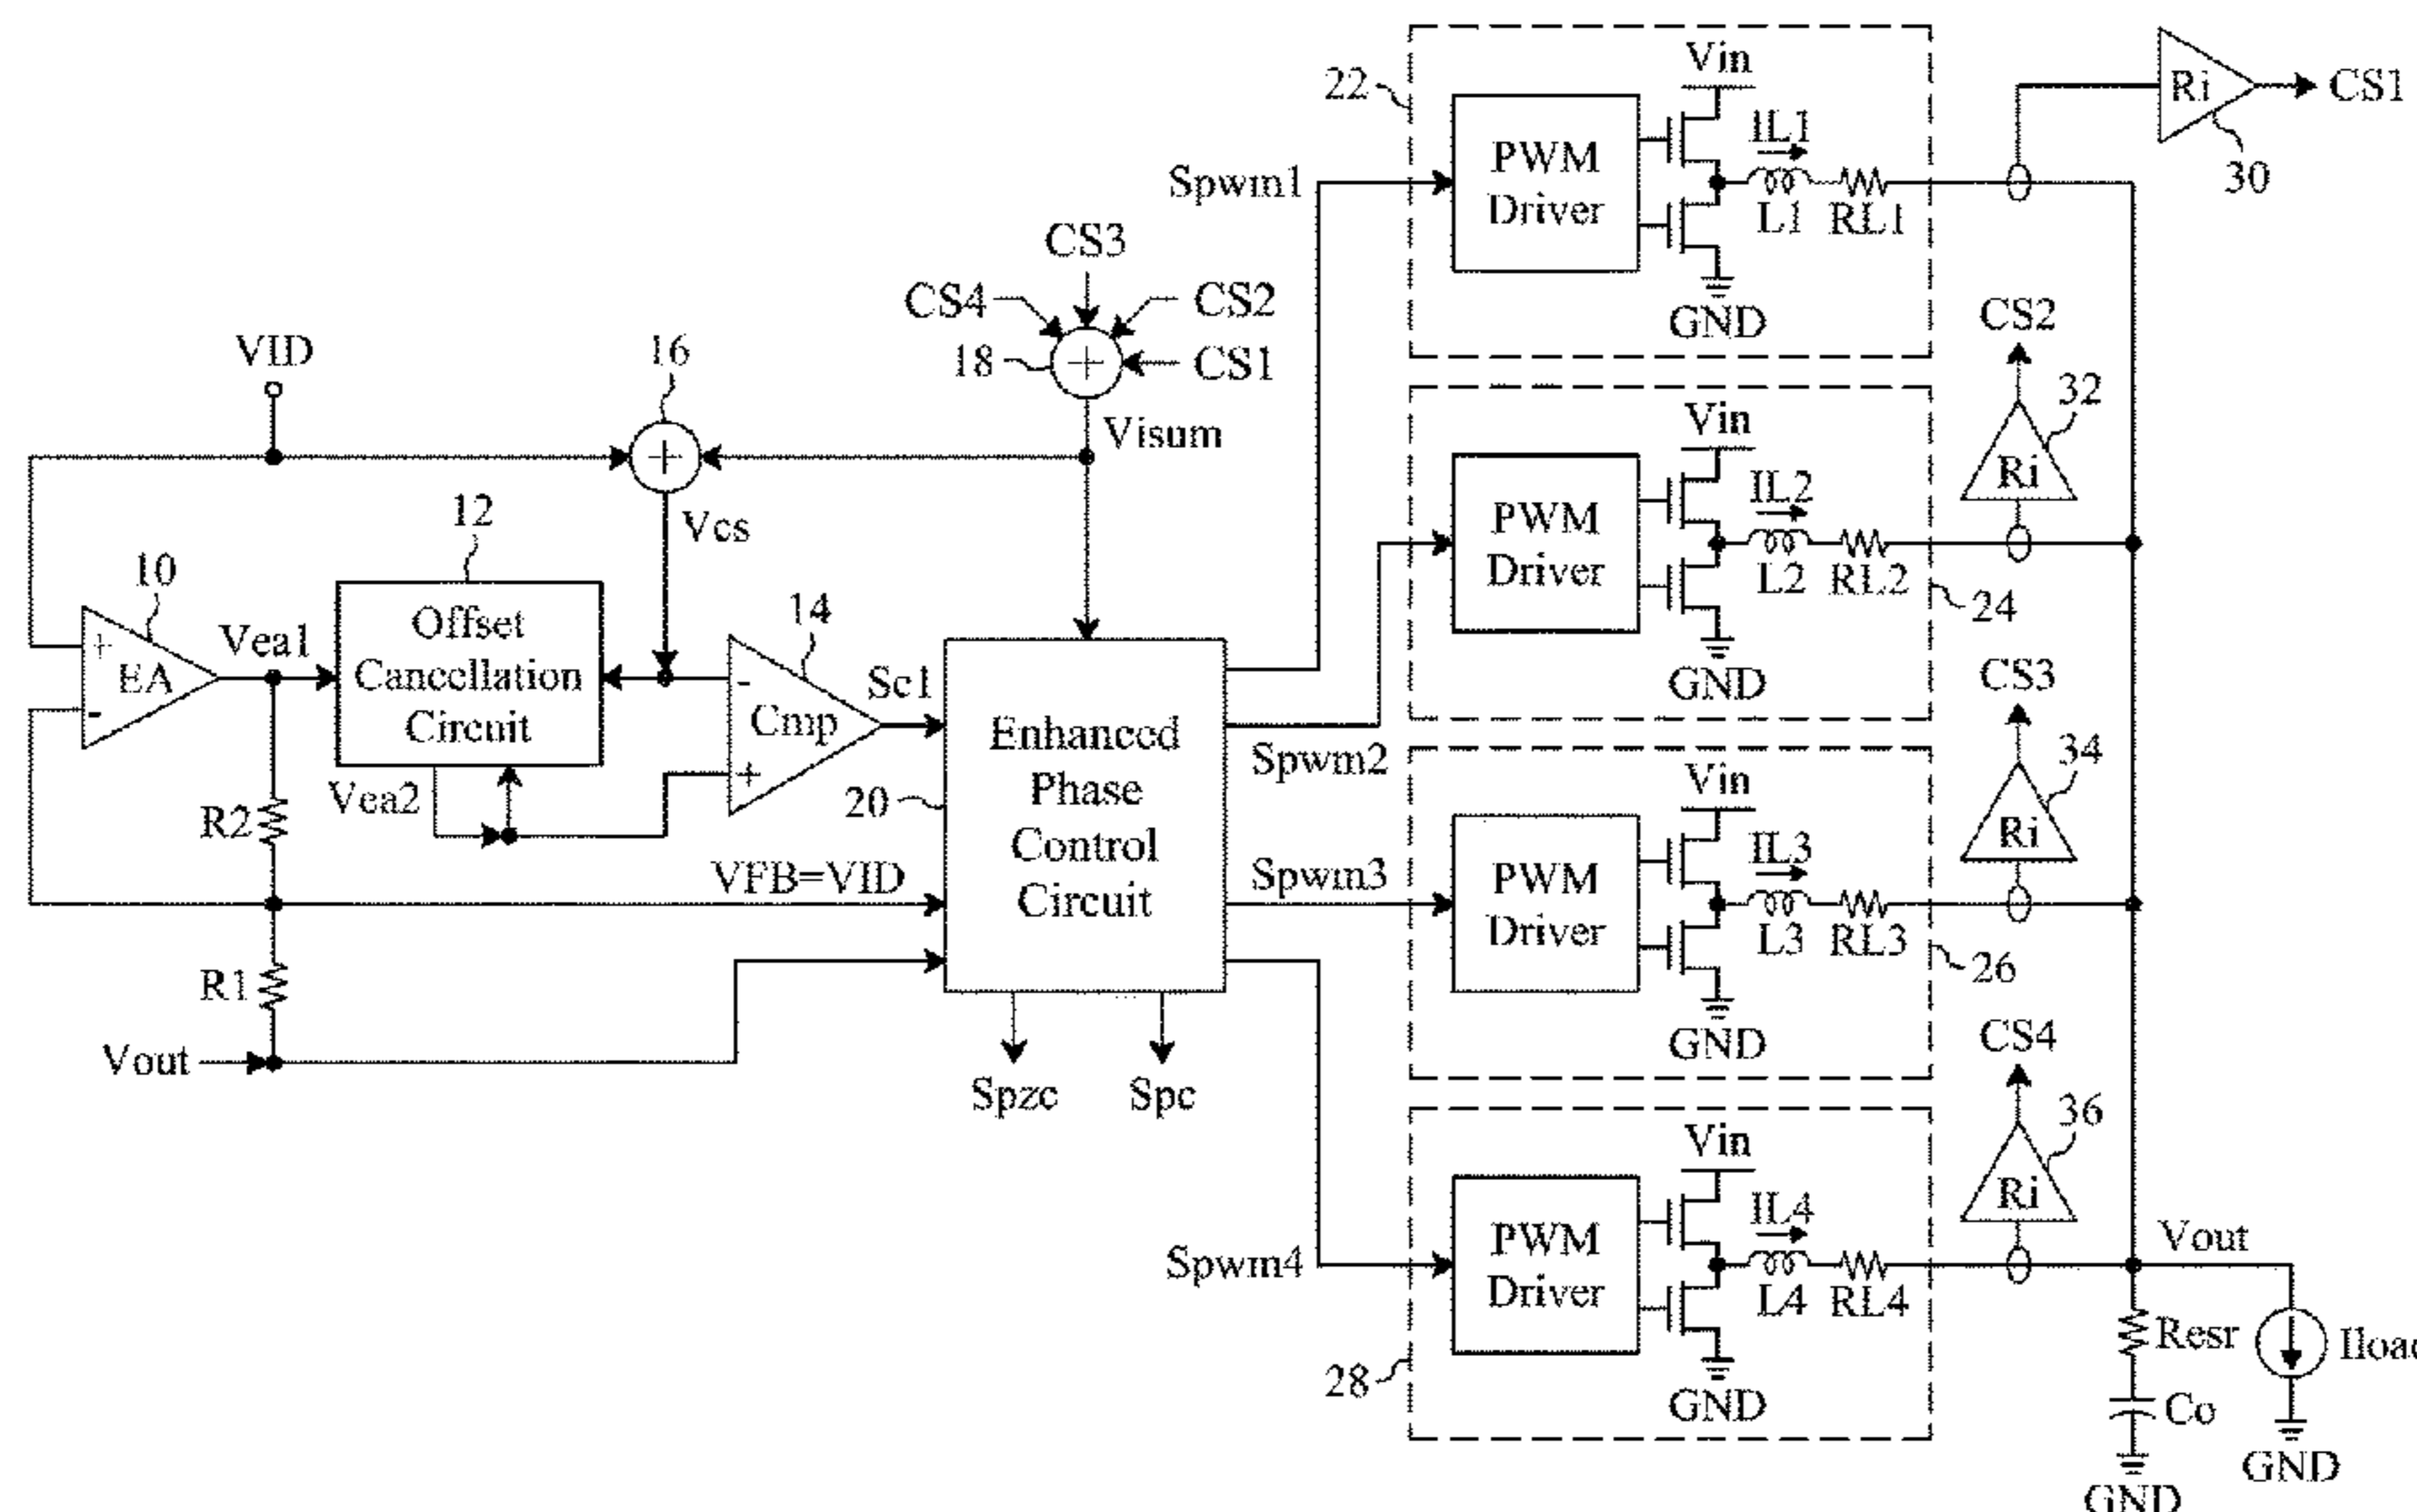 VID
16
CS4
CS3
CS2
CS1
18
+
Visum
+
Vcs
12
10
Offset
Cancellation
Circuit
Vea1
+
EA
-
14
-
Cmp
+
Sc1
Vea2
R2
VFB=VID
R1
Vout
20
Enhanced
Phase
Control
Circuit
Spzc
Spc
Spwm1
Spwm2
Spwm3
Spwm4
22
Vin
PWM
Driver
IL1
L1
RL1
GND
Ri
CS1
30
Vin
PWM
Driver
IL2
L2
RL2
GND
24
CS2
32
Ri
Vin
PWM
Driver
IL3
L3
RL3
GND
26
CS3
34
Ri
28
Vin
PWM
Driver
IL4
L4
RL4
GND
CS4
36
Ri
Vout
Resr
Co
GND
GND